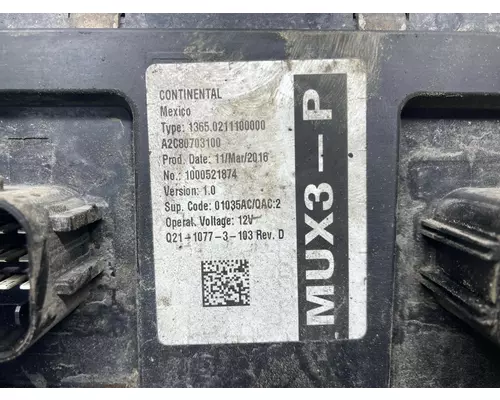 CONTINENTAL
Mexico
Type: 1365.0211100000
A2C80703100
Prod. Date: 11/Mar/2016
No.: 1000521874
Version: 1.0
Sup. Code: 01035AC/QAC:2
Operat. Voltage: 12V
Q21-1077-3-103 Rev. D
MUX3-P